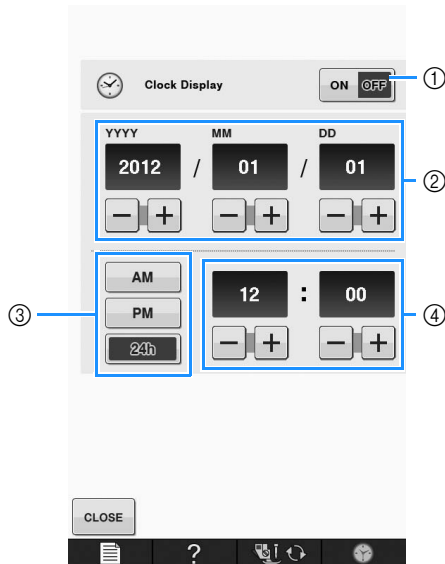 Clock Display ON OFF ①
YYYY MM DD
2012 / 01 / 01 ②
− + − + − +
AM
PM
24h
③
12 : 00
− + − +
④
CLOSE
?